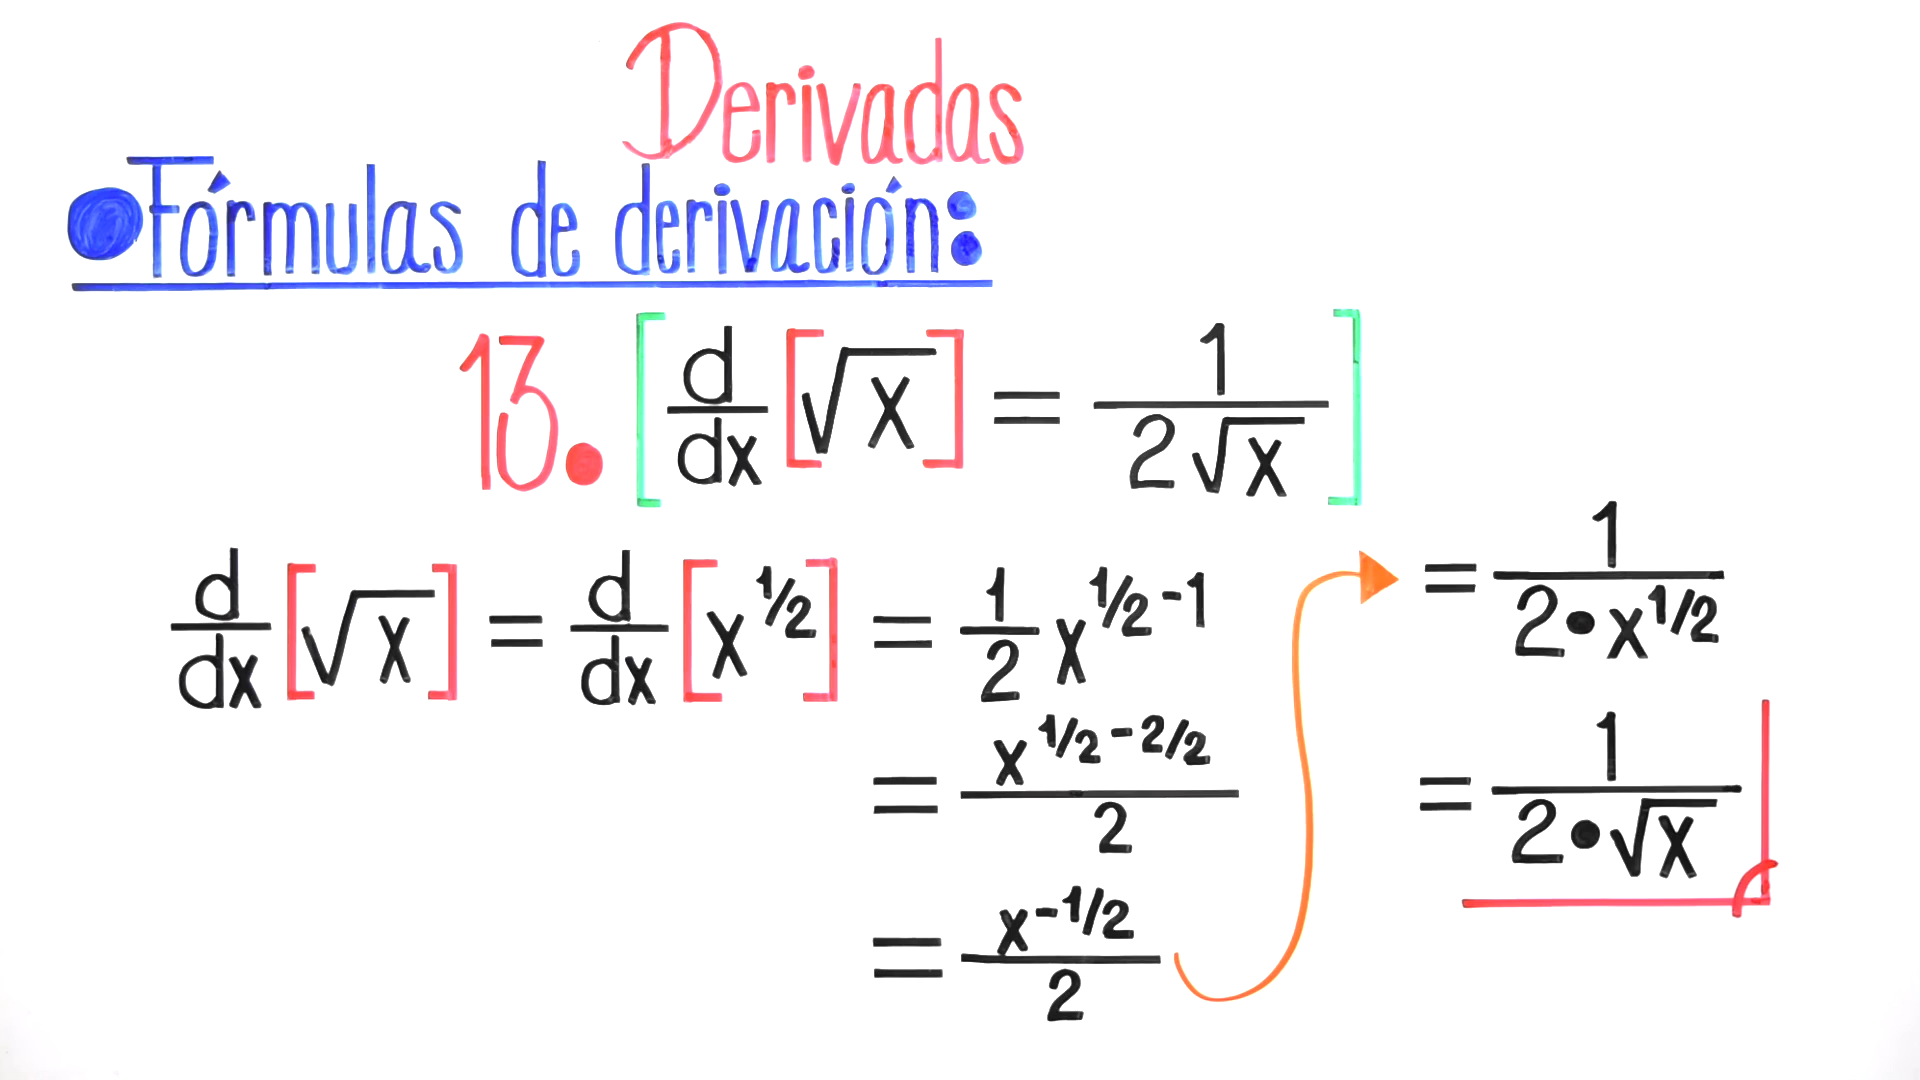 Derivadas
•Fórmulas de derivación:
13. [d/dx [√x] = 1/(2√x)]
d/dx [√x] = d/dx [x^1/2] = 1/2 x^1/2-1
= x^1/2-2/2 / 2
= x^-1/2 / 2
= 1/(2•x^1/2)
= 1/(2•√x)